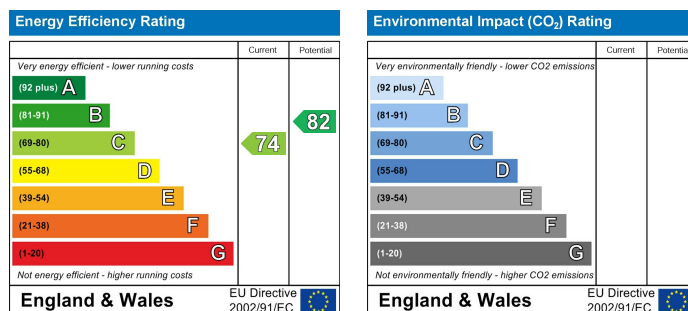 Energy Efficiency Rating
Current Potential
Very energy efficient - lower running costs
(92 plus) A
(81-91) B
(69-80) C
(55-68) D
(39-54) E
(21-38) F
(1-20) G
74
82
Not energy efficient - higher running costs
England & Wales
EU Directive
2002/91/EC
Environmental Impact (CO2) Rating
Current Potential
Very environmentally friendly - lower CO2 emissions
(92 plus) A
(81-91) B
(69-80) C
(55-68) D
(39-54) E
(21-38) F
(1-20) G
Not environmentally friendly - higher CO2 emissions
England & Wales
EU Directive
2002/91/EC